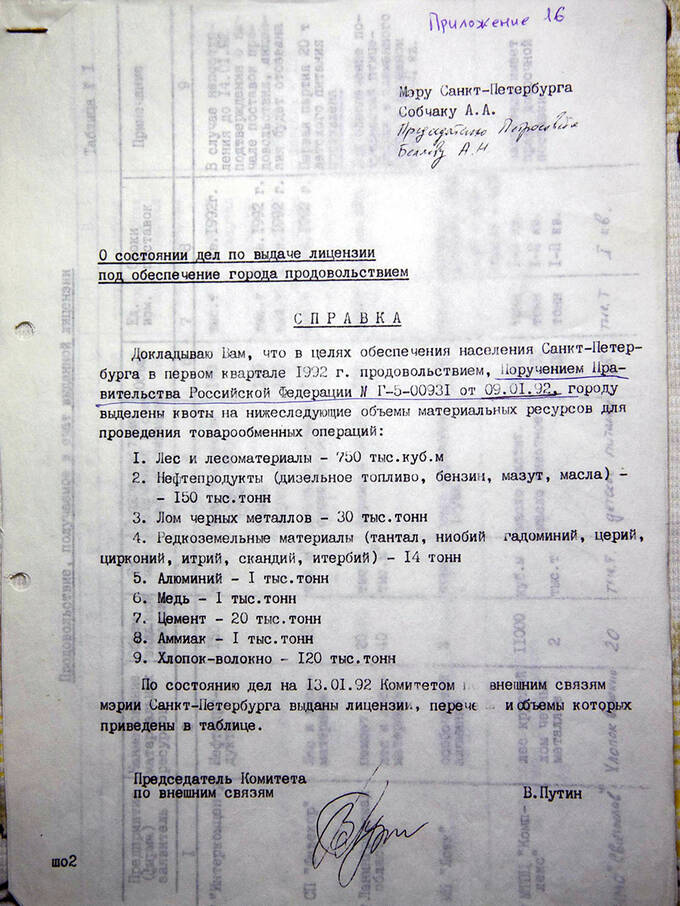 Приложение 16
Мэру Санкт-Петербурга
Собчаку А.А.
Беляеву А.Н
О состоянии дел по выдаче лицензии
под обеспечение города продовольствием
СПРАВКА
Докладываю Вам, что в целях обеспечения населения Санкт-Петер-
бурга в первом квартале 1992 г. продовольствием, Поручением Пра-
вительства Российской Федерации № Г-5-00931 от 09.01.92, городу
выделены квоты на нижеследующие объемы материальных ресурсов для
проведения товарообменных операций:
1. Лес и лесоматериалы - 750 тыс.куб.м
2. Нефтепродукты (дизельное топливо, бензин, мазут, масла) -
- 150 тыс.тонн
3. Лом черных металлов - 30 тыс.тонн
4. Редкоземельные материалы (тантал, ниобий гадоминий, церий,
цирконий, итрий, скандий, итербий) - 14 тонн
5. Алюминий - 1 тыс.тонн
6. Медь - 1 тыс.тонн
7. Цемент - 20 тыс.тонн
8. Аммиак - 1 тыс.тонн
9. Хлопок-волокно - 120 тыс.тонн
По состоянию дел на 13.01.92 Комитетом внешним связям
мэрии Санкт-Петербурга выданы лицензии, и объемы которых
приведены в таблице.
Председатель Комитета
по внешним связям
В.Путин
шо2